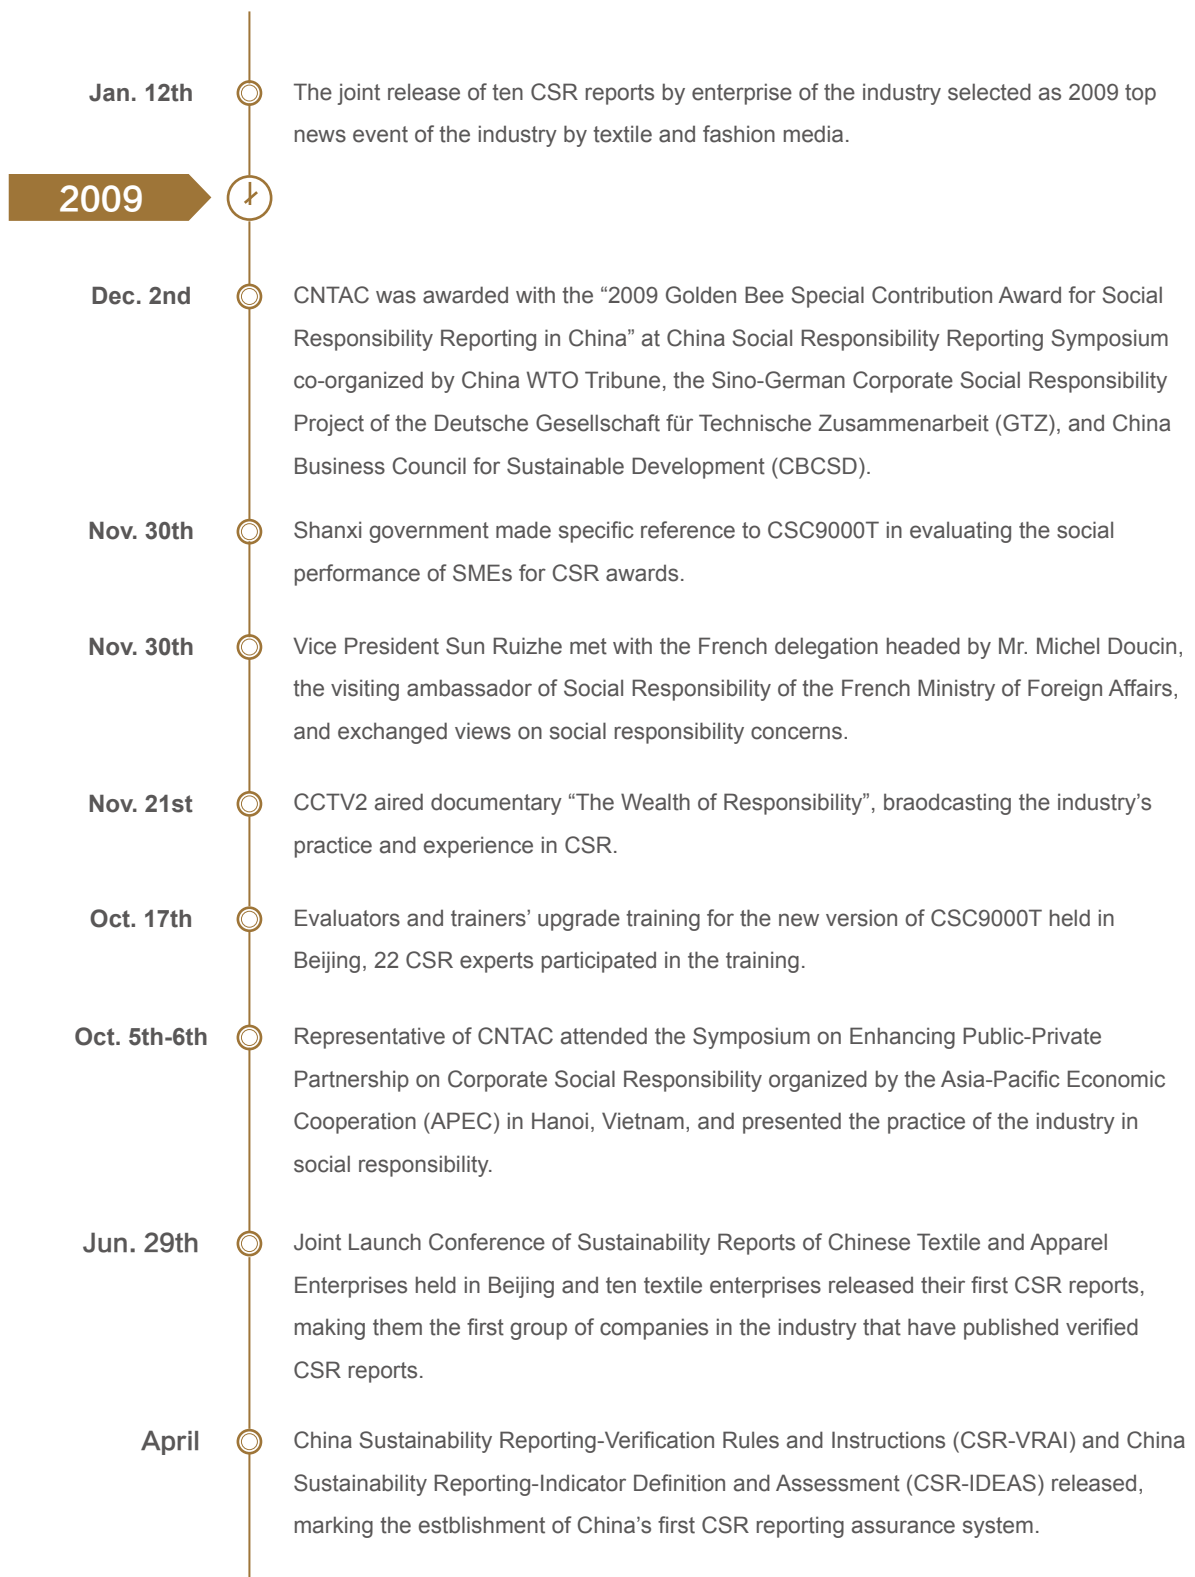 Jan. 12th
The joint release of ten CSR reports by enterprise of the industry selected as 2009 top
news event of the industry by textile and fashion media.
2009
Dec. 2nd
CNTAC was awarded with the “2009 Golden Bee Special Contribution Award for Social
Responsibility Reporting in China” at China Social Responsibility Reporting Symposium
co-organized by China WTO Tribune, the Sino-German Corporate Social Responsibility
Project of the Deutsche Gesellschaft für Technische Zusammenarbeit (GTZ), and China
Business Council for Sustainable Development (CBCSD).
Nov. 30th
Shanxi government made specific reference to CSC9000T in evaluating the social
performance of SMEs for CSR awards.
Nov. 30th
Vice President Sun Ruizhe met with the French delegation headed by Mr. Michel Doucin,
the visiting ambassador of Social Responsibility of the French Ministry of Foreign Affairs,
and exchanged views on social responsibility concerns.
Nov. 21st
CCTV2 aired documentary “The Wealth of Responsibility”, braodcasting the industry’s
practice and experience in CSR.
Oct. 17th
Evaluators and trainers’ upgrade training for the new version of CSC9000T held in
Beijing, 22 CSR experts participated in the training.
Oct. 5th-6th
Representative of CNTAC attended the Symposium on Enhancing Public-Private
Partnership on Corporate Social Responsibility organized by the Asia-Pacific Economic
Cooperation (APEC) in Hanoi, Vietnam, and presented the practice of the industry in
social responsibility.
Jun. 29th
Joint Launch Conference of Sustainability Reports of Chinese Textile and Apparel
Enterprises held in Beijing and ten textile enterprises released their first CSR reports,
making them the first group of companies in the industry that have published verified
CSR reports.
April
China Sustainability Reporting-Verification Rules and Instructions (CSR-VRAI) and China
Sustainability Reporting-Indicator Definition and Assessment (CSR-IDEAS) released,
marking the estblishment of China’s first CSR reporting assurance system.